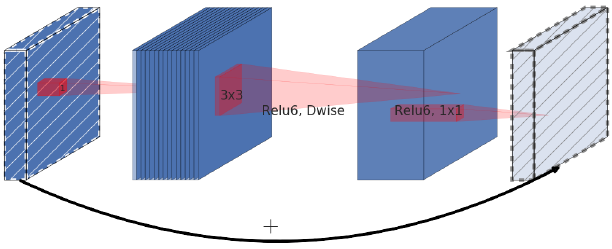 1
3x3
Relu6, Dwise
Relu6, 1x1
+